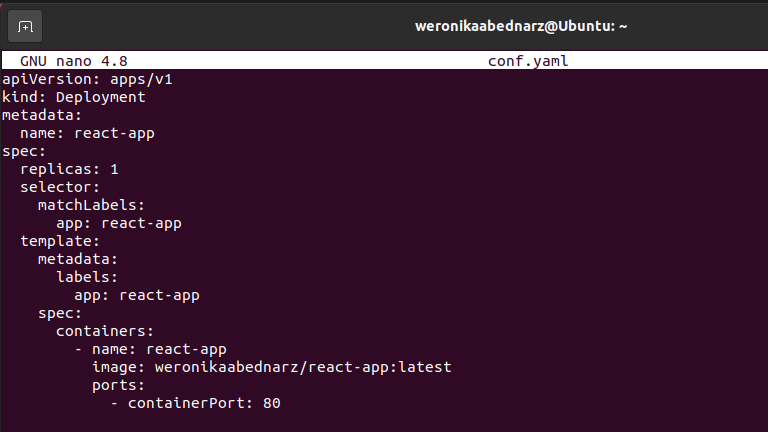 weronikaabednarz@Ubuntu: ~
GNU nano 4.8 conf.yaml
apiVersion: apps/v1
kind: Deployment
metadata:
  name: react-app
spec:
  replicas: 1
  selector:
    matchLabels:
      app: react-app
  template:
    metadata:
      labels:
        app: react-app
    spec:
      containers:
        - name: react-app
          image: weronikaabednarz/react-app:latest
          ports:
            - containerPort: 80